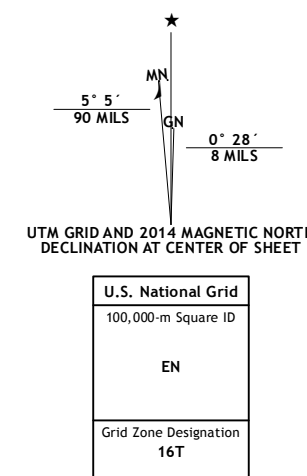 ★
MN
5° 5´
90 MILS
GN
0° 28´
8 MILS
UTM GRID AND 2014 MAGNETIC NORTH
DECLINATION AT CENTER OF SHEET
U.S. National Grid
100,000-m Square ID
EN
Grid Zone Designation
16T